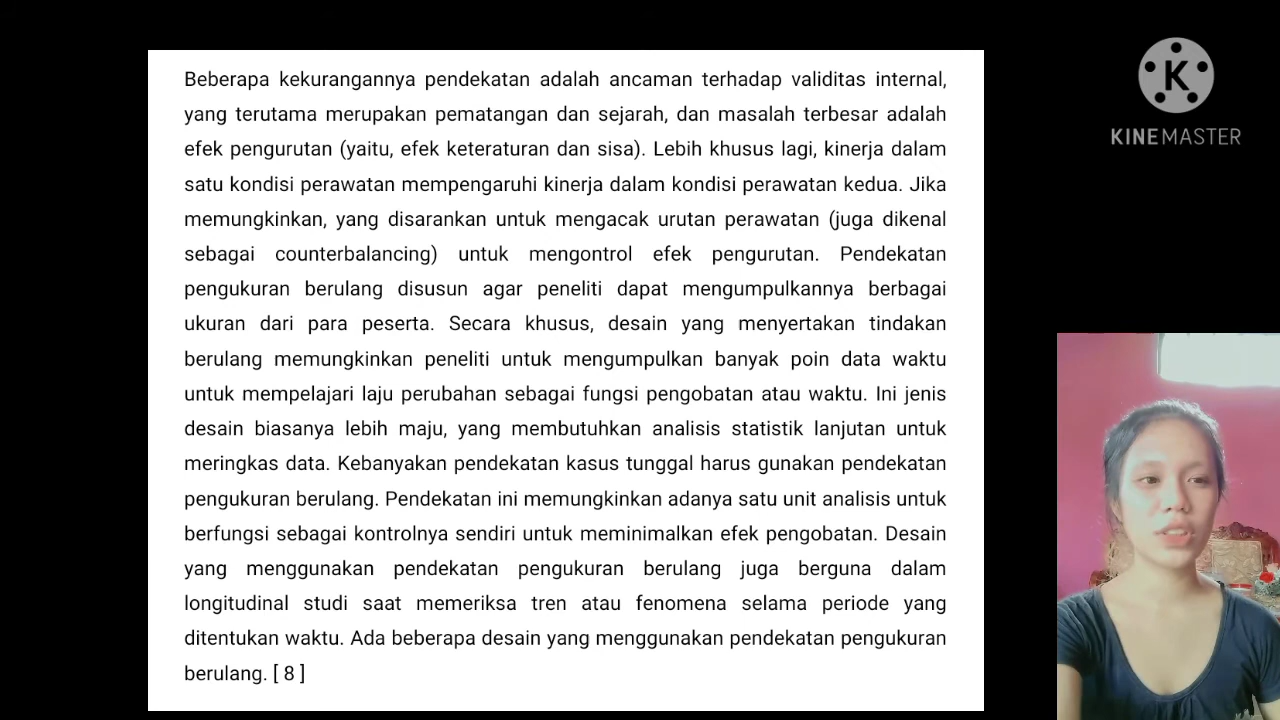 Beberapa kekurangannya pendekatan adalah ancaman terhadap validitas internal,
yang terutama merupakan pematangan dan sejarah, dan masalah terbesar adalah
efek pengurutan (yaitu, efek keteraturan dan sisa). Lebih khusus lagi, kinerja dalam
satu kondisi perawatan mempengaruhi kinerja dalam kondisi perawatan kedua. Jika
memungkinkan, yang disarankan untuk mengacak urutan perawatan (juga dikenal
sebagai counterbalancing) untuk mengontrol efek pengurutan. Pendekatan
pengukuran berulang disusun agar peneliti dapat mengumpulkannya berbagai
ukuran dari para peserta. Secara khusus, desain yang menyertakan tindakan
berulang memungkinkan peneliti untuk mengumpulkan banyak poin data waktu
untuk mempelajari laju perubahan sebagai fungsi pengobatan atau waktu. Ini jenis
desain biasanya lebih maju, yang membutuhkan analisis statistik lanjutan untuk
meringkas data. Kebanyakan pendekatan kasus tunggal harus gunakan pendekatan
pengukuran berulang. Pendekatan ini memungkinkan adanya satu unit analisis untuk
berfungsi sebagai kontrolnya sendiri untuk meminimalkan efek pengobatan. Desain
yang menggunakan pendekatan pengukuran berulang juga berguna dalam
longitudinal studi saat memeriksa tren atau fenomena selama periode yang
ditentukan waktu. Ada beberapa desain yang menggunakan pendekatan pengukuran
berulang. [ 8 ]
K
KINEMASTER